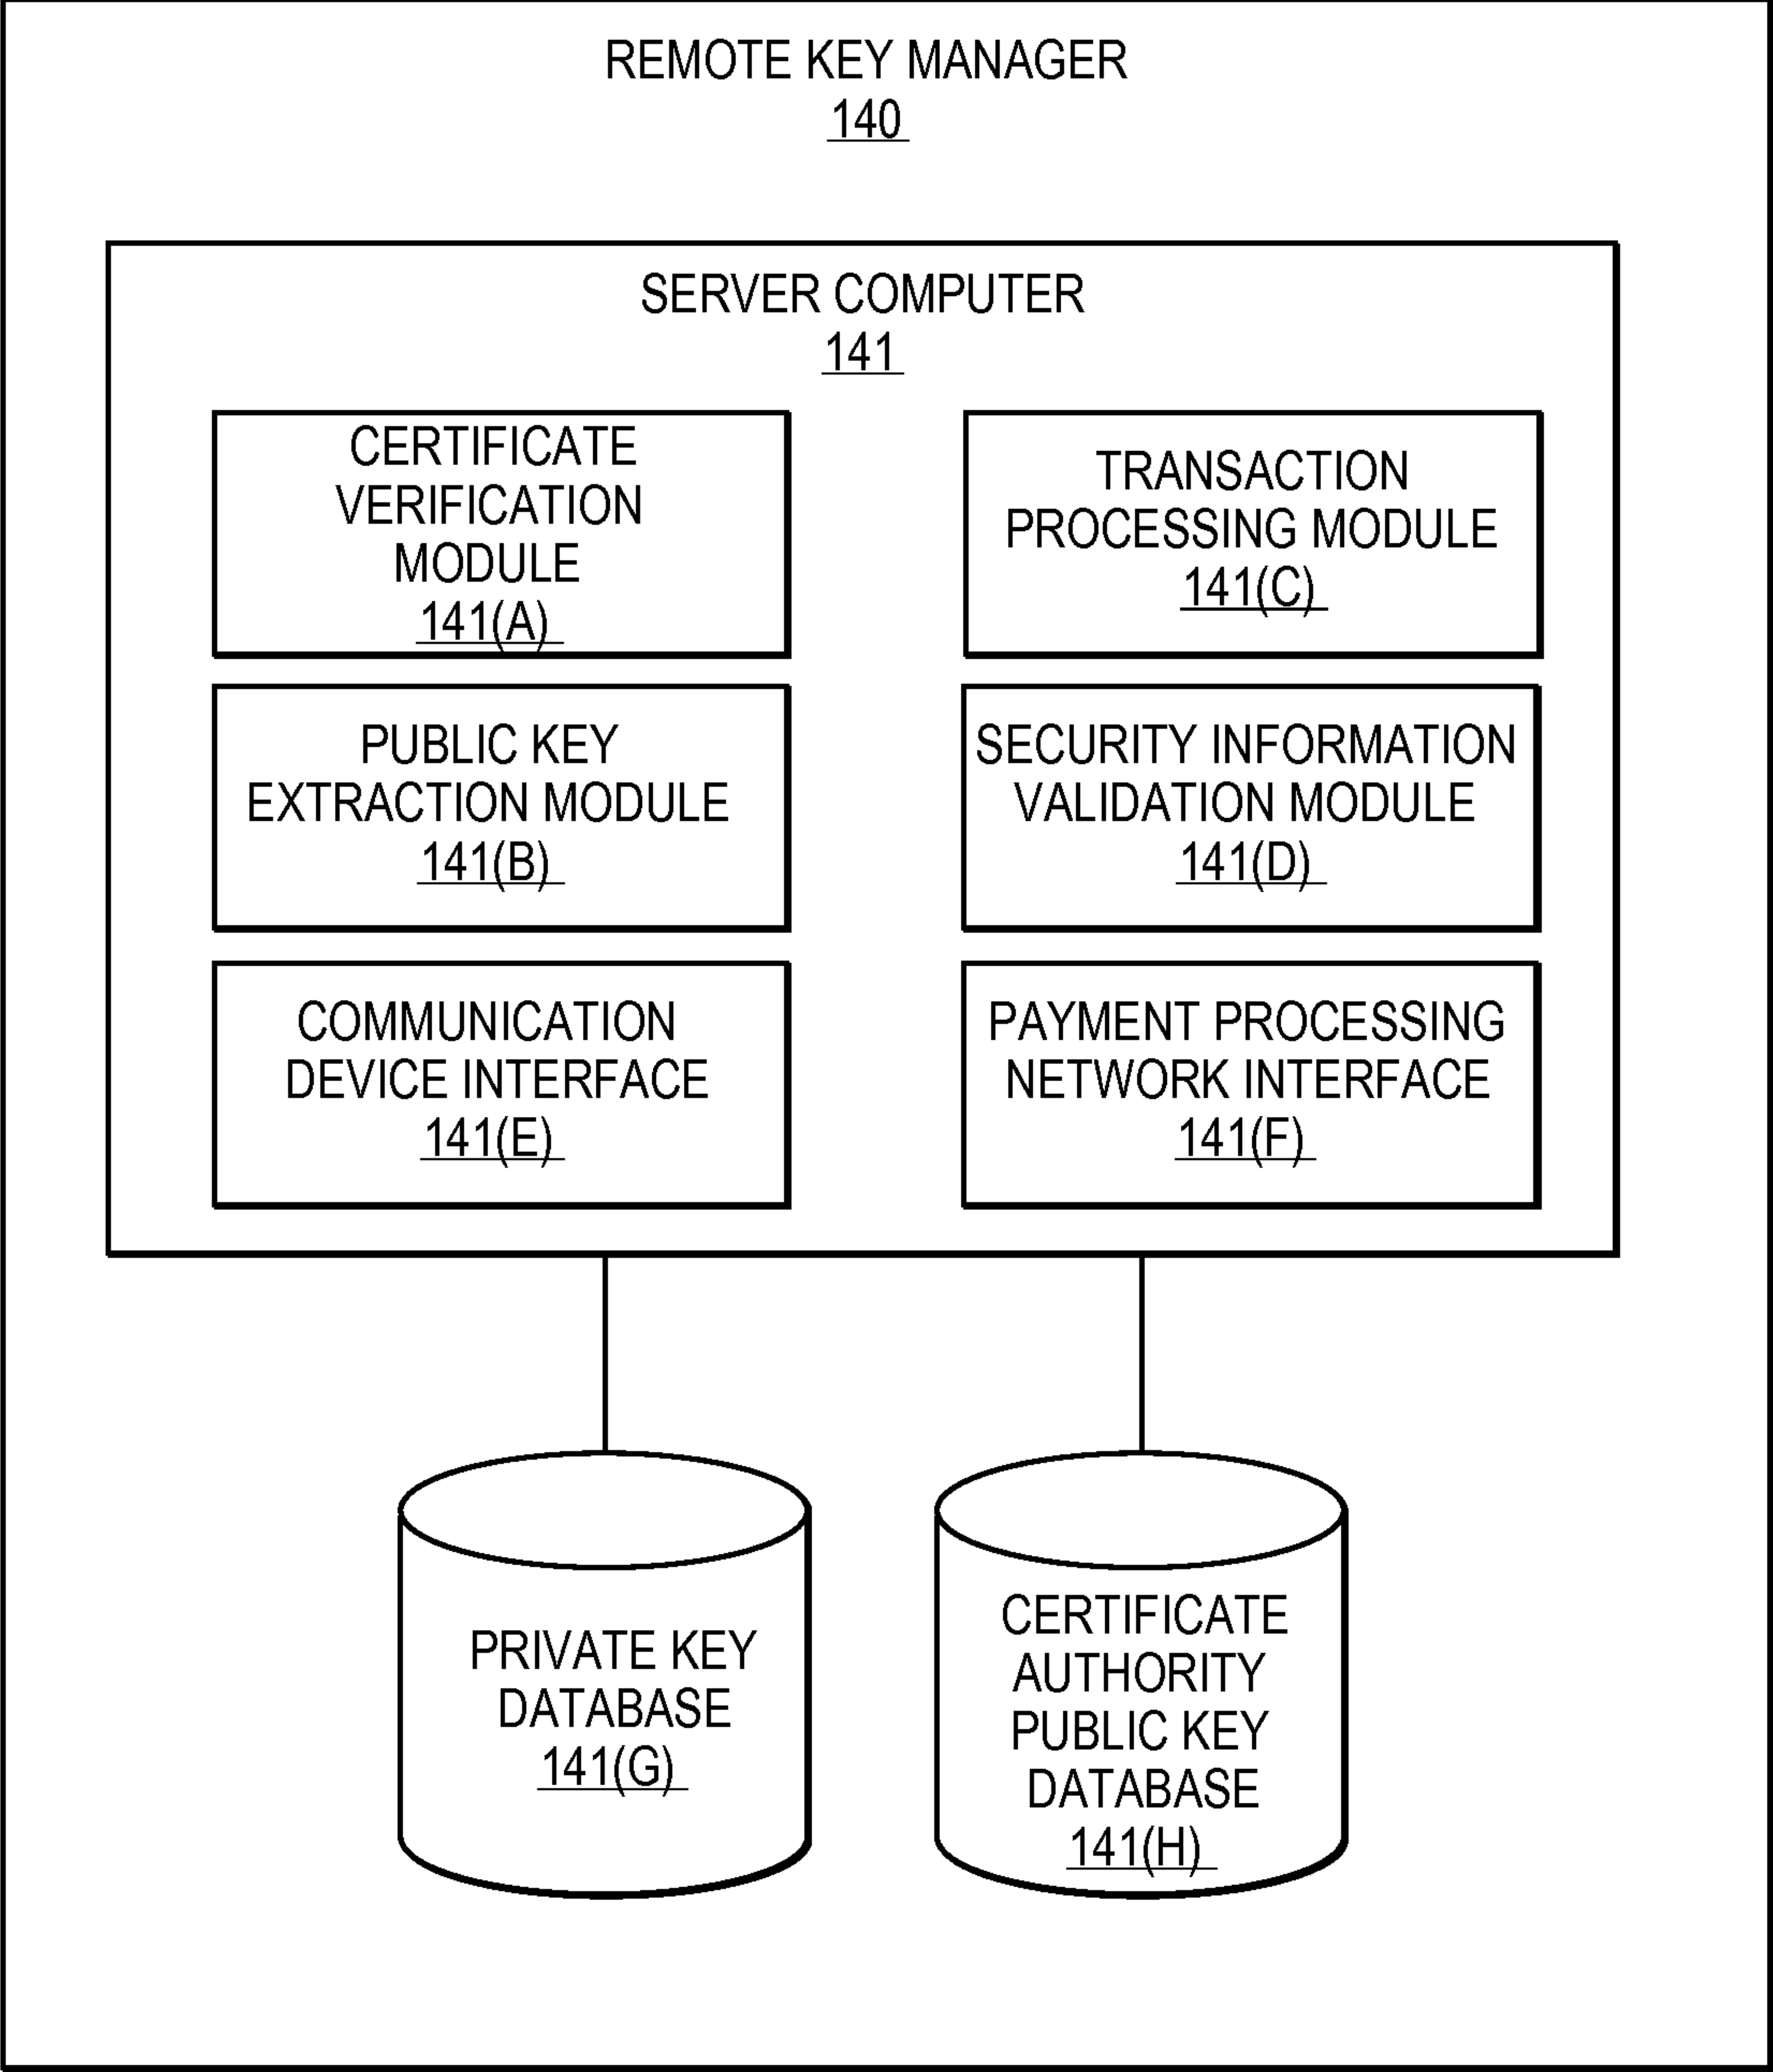 REMOTE KEY MANAGER
140
SERVER COMPUTER
141
CERTIFICATE
VERIFICATION
MODULE
141(A)
TRANSACTION
PROCESSING MODULE
141(C)
PUBLIC KEY
EXTRACTION MODULE
141(B)
SECURITY INFORMATION
VALIDATION MODULE
141(D)
COMMUNICATION
DEVICE INTERFACE
141(E)
PAYMENT PROCESSING
NETWORK INTERFACE
141(F)
PRIVATE KEY
DATABASE
141(G)
CERTIFICATE
AUTHORITY
PUBLIC KEY
DATABASE
141(H)